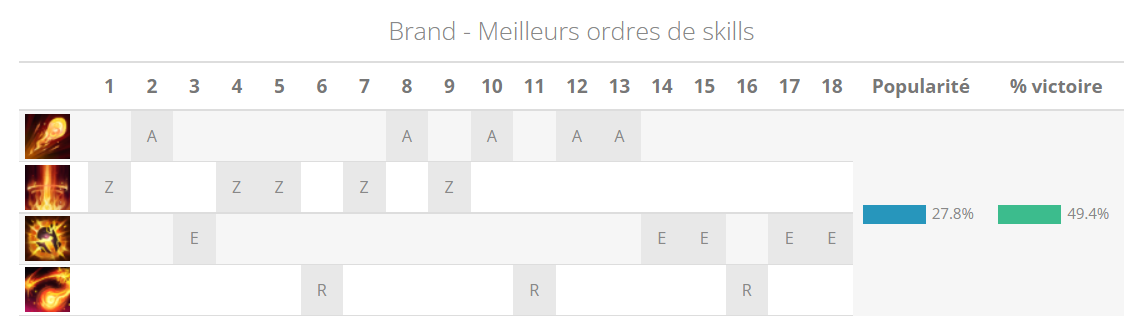 Brand - Meilleurs ordres de skills
1 2 3 4 5 6 7 8 9 10 11 12 13 14 15 16 17 18 Popularité % victoire
A A A A A
Z Z Z Z Z
27.8% 49.4%
E E E E E
R R R